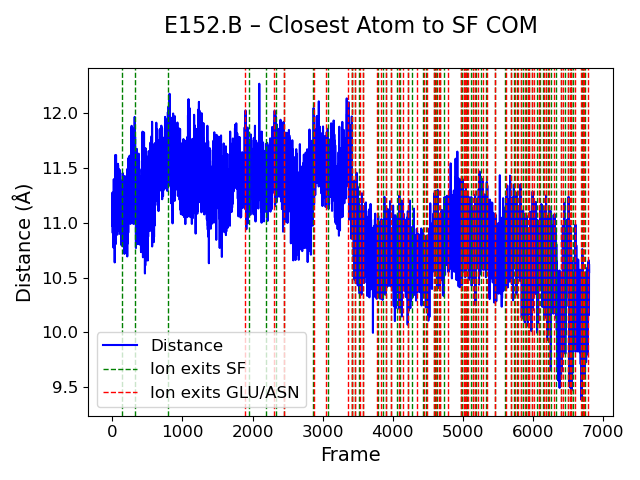 E152.B – Closest Atom to SF COM
Distance (Å)
12.0
11.5
11.0
10.5
10.0
9.5
Distance
Ion exits SF
Ion exits GLU/ASN
0 1000 2000 3000 4000 5000 6000 7000
Frame